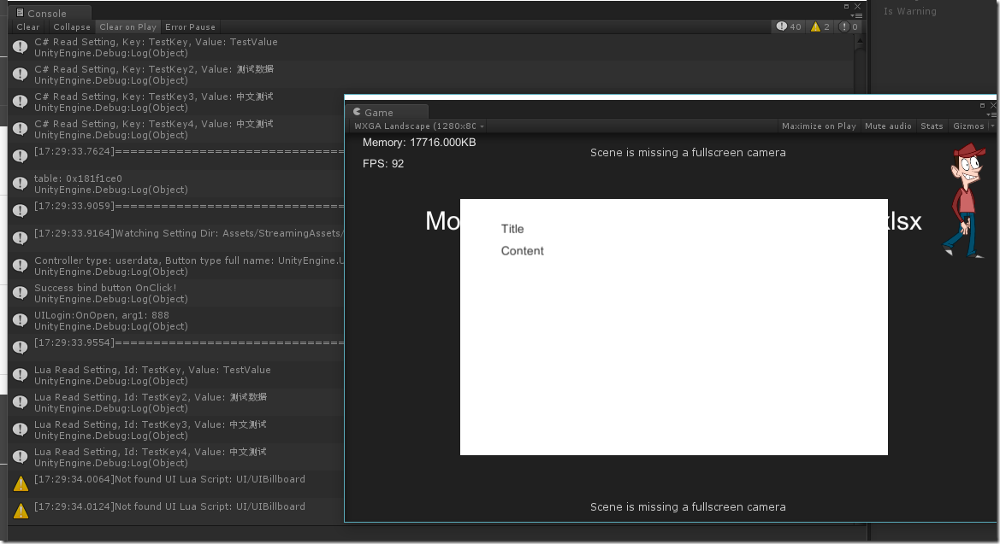 Console
Clear Collapse Clear on Play Error Pause 40 2 0
C# Read Setting, Key: TestKey, Value: TestValue
UnityEngine.Debug:Log(Object)
C# Read Setting, Key: TestKey2, Value: 测试数据
UnityEngine.Debug:Log(Object)
C# Read Setting, Key: TestKey3, Value: 中文测试
UnityEngine.Debug:Log(Object)
C# Read Setting, Key: TestKey4, Value: 中文测试
UnityEngine.Debug:Log(Object)
[17:29:33.7624]==============================
table: 0x181f1ce0
UnityEngine.Debug:Log(Object)
[17:29:33.9059]==============================
[17:29:33.9164]Watching Setting Dir: Assets/StreamingAssets/
Controller type: userdata, Button type full name: UnityEngine.U
UnityEngine.Debug:Log(Object)
Success bind button OnClick!
UnityEngine.Debug:Log(Object)
UILogin:OnOpen, arg1: 888
UnityEngine.Debug:Log(Object)
[17:29:33.9554]==============================
Lua Read Setting, Id: TestKey, Value: TestValue
UnityEngine.Debug:Log(Object)
Lua Read Setting, Id: TestKey2, Value: 测试数据
UnityEngine.Debug:Log(Object)
Lua Read Setting, Id: TestKey3, Value: 中文测试
UnityEngine.Debug:Log(Object)
Lua Read Setting, Id: TestKey4, Value: 中文测试
UnityEngine.Debug:Log(Object)
[17:29:34.0064]Not found UI Lua Script: UI/UIBillboard
[17:29:34.0124]Not found UI Lua Script: UI/UIBillboard
Is Warning
Game
WXGA Landscape (1280x80 Maximize on Play Mute audio Stats Gizmos
Memory: 17716.000KB
Scene is missing a fullscreen camera
FPS: 92
Mo xlsx
Title
Content
Scene is missing a fullscreen camera